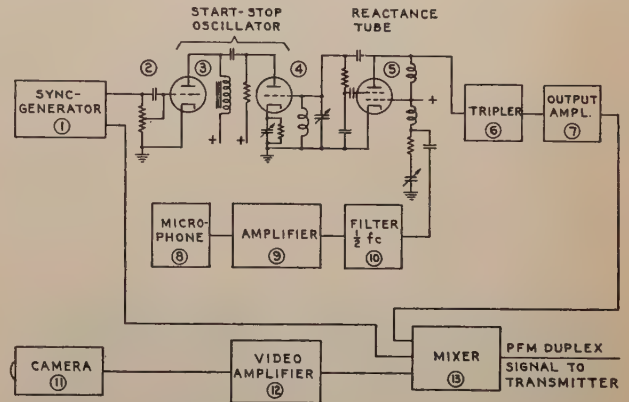 START-STOP
OSCILLATOR
REACTANCE
TUBE
② ③ ④ ⑤
SYNC-
GENERATOR
①
+ + +
TRIPLER
⑥
OUTPUT
AMPL.
⑦
MICRO-
PHONE
⑧
AMPLIFIER
⑨
FILTER
½ fc
⑩
CAMERA
⑪
VIDEO
AMPLIFIER
⑫
MIXER
⑬
PFM DUPLEX
SIGNAL TO
TRANSMITTER